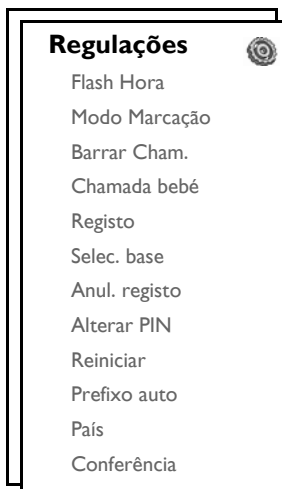 Regulações
Flash Hora
Modo Marcação
Barrar Cham.
Chamada bebé
Registo
Selec. base
Anul. registo
Alterar PIN
Reiniciar
Prefixo auto
País
Conferência